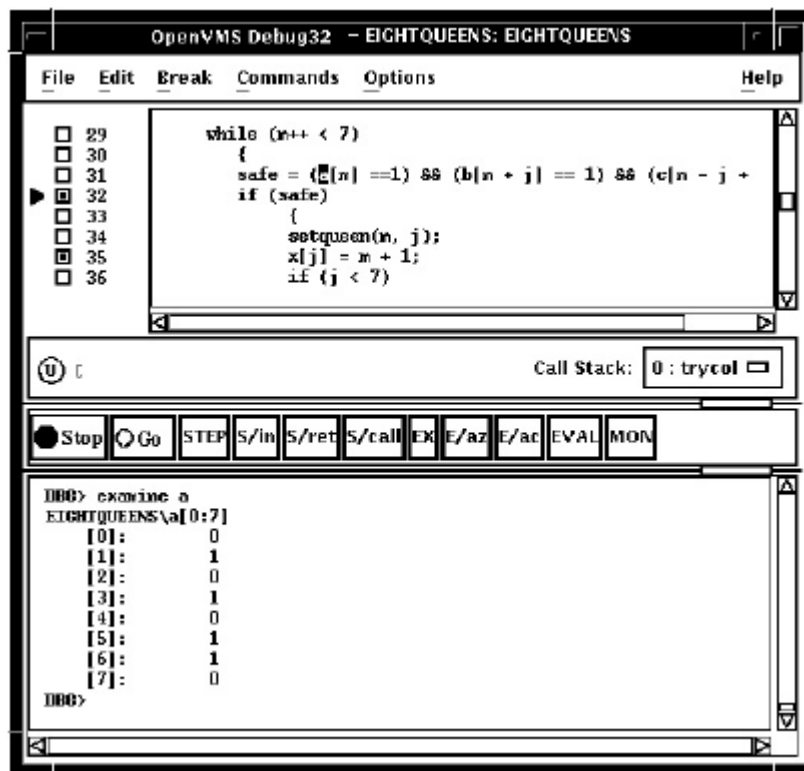 OpenVMS Debug32 - EIGHTQUEENS: EIGHTQUEENS
File Edit Break Commands Options Help
29 while (m++ < 7)
30 {
31 safe = (a[m] ==1) && (b[m + j] == 1) && (c[m - j +
32 if (safe)
33 {
34 setqueen(m, j);
35 x[j] = m + 1;
36 if (j < 7)
U Call Stack: 0 : trycol
Stop Go STEP S/in S/ret S/call EX E/az E/ac EVAL MON
DBG> examine a
EIGHTQUEENS\a[0:7]
[0]: 0
[1]: 1
[2]: 0
[3]: 1
[4]: 0
[5]: 1
[6]: 1
[7]: 0
DBG>